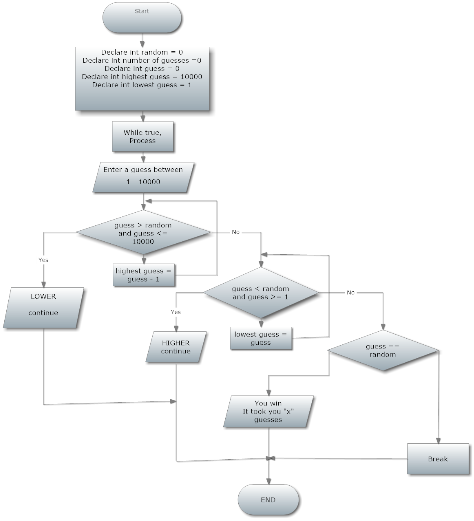 Start
Declare int random = 0
Declare int number of guesses =0
Declare int guess = 0
Declare int highest guess = 10000
Declare int lowest guess = 1
While true,
Process
Enter a guess between
1 - 10000
guess > random
and guess <=
10000
No
Yes
highest guess =
guess - 1
guess < random
and guess >= 1
No
LOWER
continue
Yes
lowest guess =
guess
HIGHER
continue
guess ==
random
You win
It took you "x"
guesses
Break
END